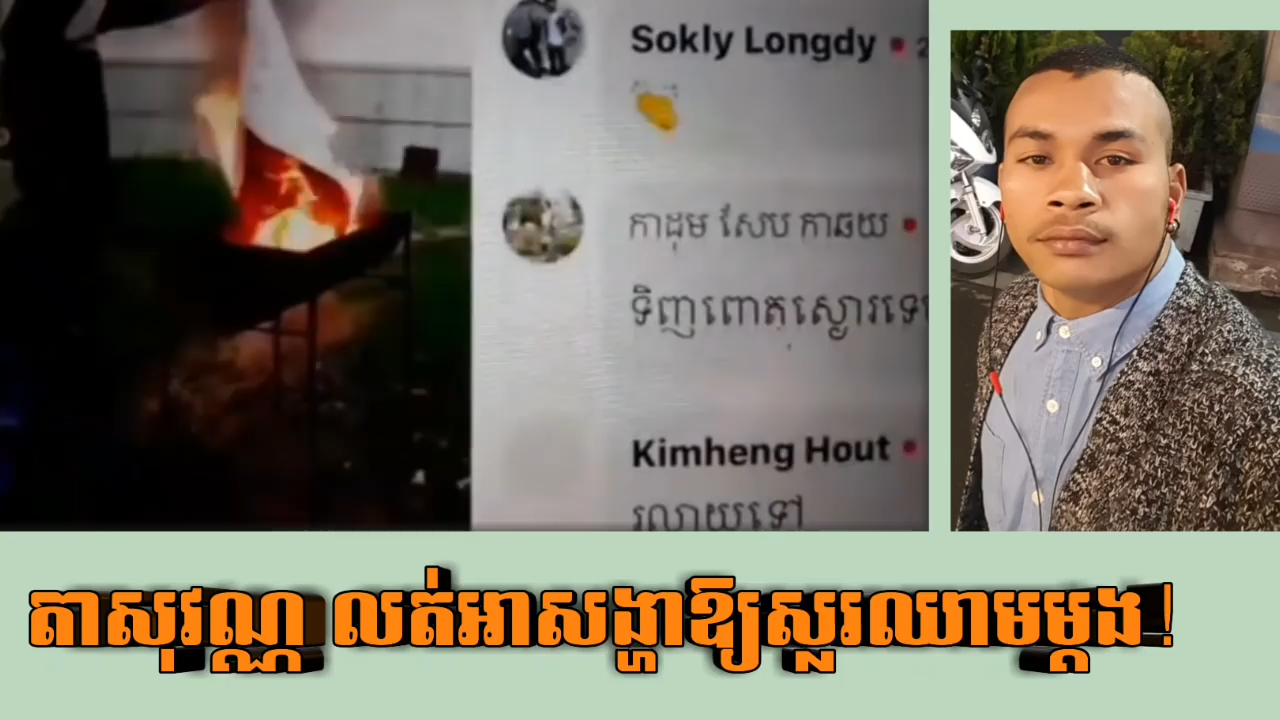 Sokly Longdy
កាដុម សែប កាឆយ
ទិញពោតស្ងោរទេ
Kimheng Hout
រលាយទៅ
តាសុវណ្ណ លត់អាសង្ហាឱ្យស្លរឈាមម្ដង!